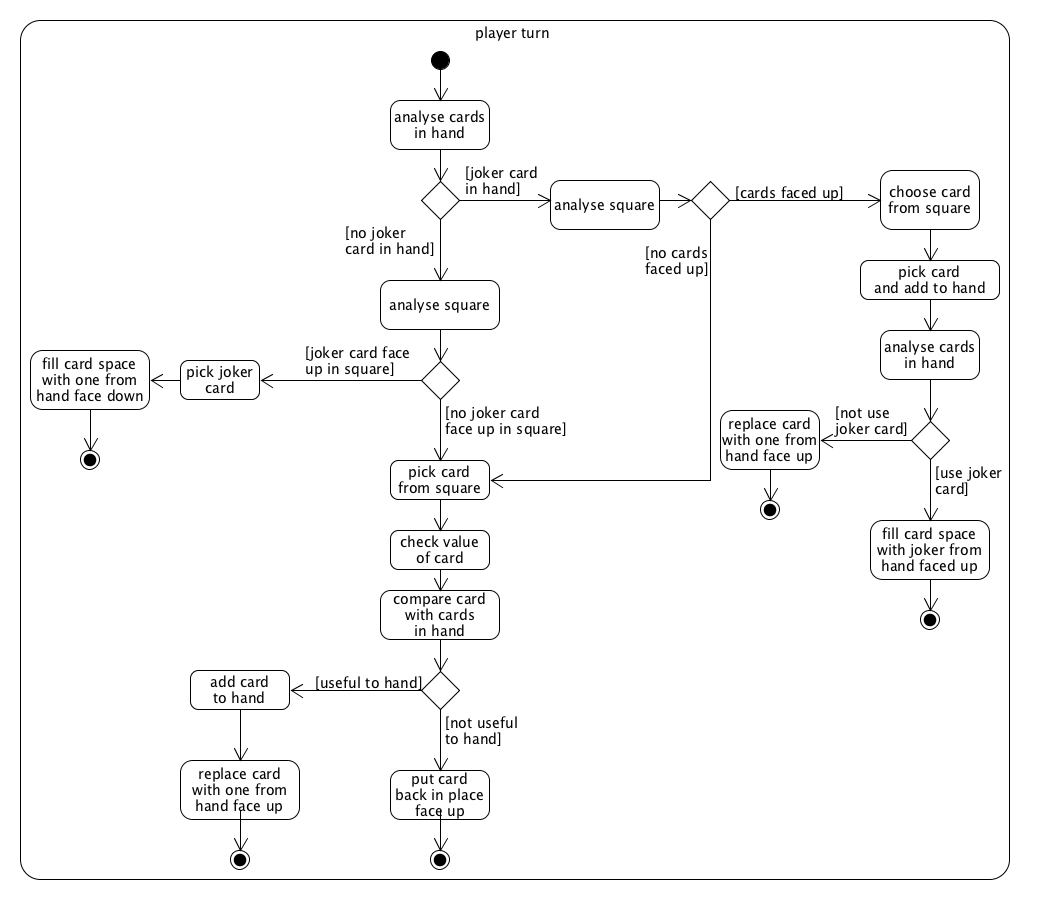 player turn
analyse cards
in hand
[joker card
in hand]
analyse square
[cards faced up]
choose card
from square
[no joker
card in hand]
[no cards
faced up]
pick card
and add to hand
analyse square
analyse cards
in hand
[joker card face
up in square]
pick joker
card
fill card space
with one from
hand face down
[no joker card
face up in square]
[not use
joker card]
replace card
with one from
hand face up
[use joker
card]
pick card
from square
fill card space
with joker from
hand faced up
check value
of card
compare card
with cards
in hand
[useful to hand]
add card
to hand
[not useful
to hand]
replace card
with one from
hand face up
put card
back in place
face up